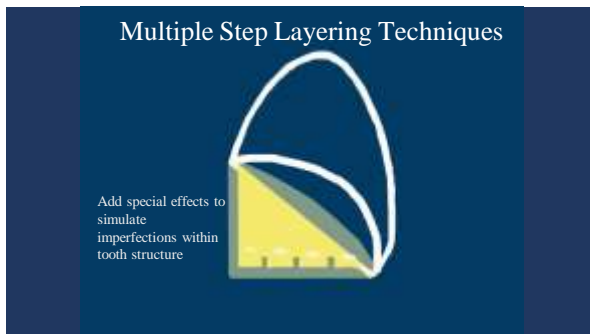 Multiple Step Layering Techniques
Add special effects to
simulate
imperfections within
tooth structure